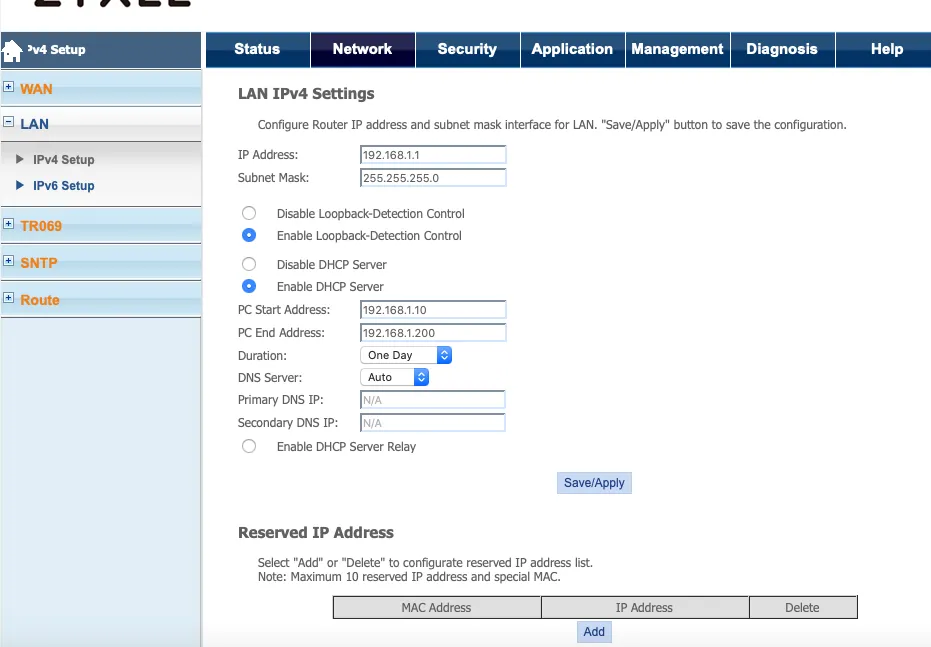 IPv4 Setup
Status Network Security Application Management Diagnosis Help
WAN
LAN
IPv4 Setup
IPv6 Setup
TR069
SNTP
Route
LAN IPv4 Settings
Configure Router IP address and subnet mask interface for LAN. "Save/Apply" button to save the configuration.
IP Address: 192.168.1.1
Subnet Mask: 255.255.255.0
Disable Loopback-Detection Control
Enable Loopback-Detection Control
Disable DHCP Server
Enable DHCP Server
PC Start Address: 192.168.1.10
PC End Address: 192.168.1.200
Duration: One Day
DNS Server: Auto
Primary DNS IP: N/A
Secondary DNS IP: N/A
Enable DHCP Server Relay
Save/Apply
Reserved IP Address
Select "Add" or "Delete" to configurate reserved IP address list.
Note: Maximum 10 reserved IP address and special MAC.
MAC Address IP Address Delete
Add